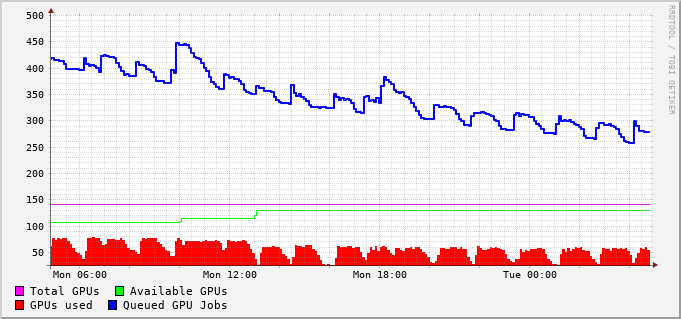 500
450
400
350
300
250
200
150
100
50
Mon 06:00 Mon 12:00 Mon 18:00 Tue 00:00
Total GPUs Available GPUs
GPUs used Queued GPU Jobs
RRDTOOL / TOBI OETIKER